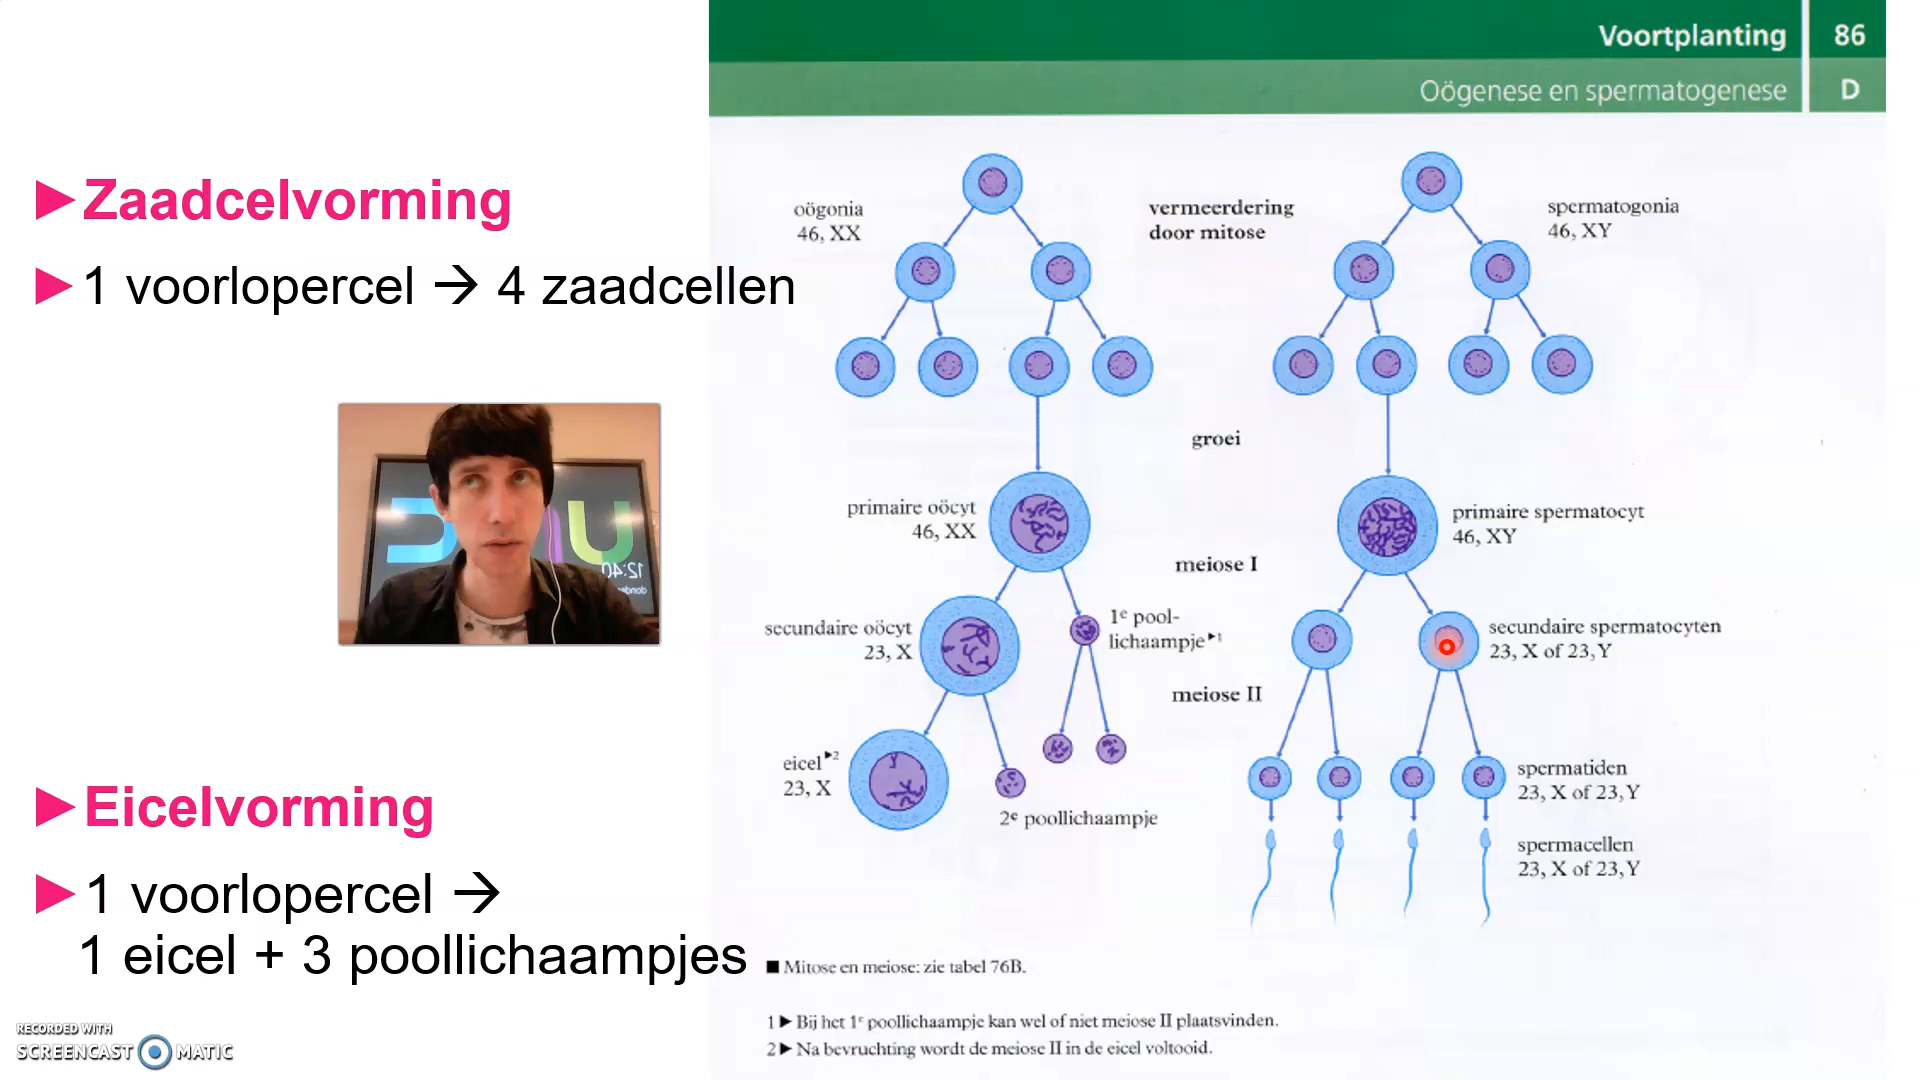 Voortplanting 86
Oögenese en spermatogenese D
►Zaadcelvorming
►1 voorlopercel → 4 zaadcellen
►Eicelvorming
►1 voorlopercel →
1 eicel + 3 poollichaampjes
oögonia
46, XX
vermeerdering
door mitose
spermatogonia
46, XY
groei
primaire oöcyt
46, XX
primaire spermatocyt
46, XY
meiose I
secundaire oöcyt
23, X
1e pool-
lichaampje►1
secundaire spermatocyten
23, X of 23, Y
meiose II
eicel►2
23, X
2e poollichaampje
spermatiden
23, X of 23, Y
spermacellen
23, X of 23, Y
■ Mitose en meiose: zie tabel 76B.
1 ► Bij het 1e poollichaampje kan wel of niet meiose II plaatsvinden.
2 ► Na bevruchting wordt de meiose II in de eicel voltooid.
12:40
RECORDED WITH
SCREENCAST MATIC